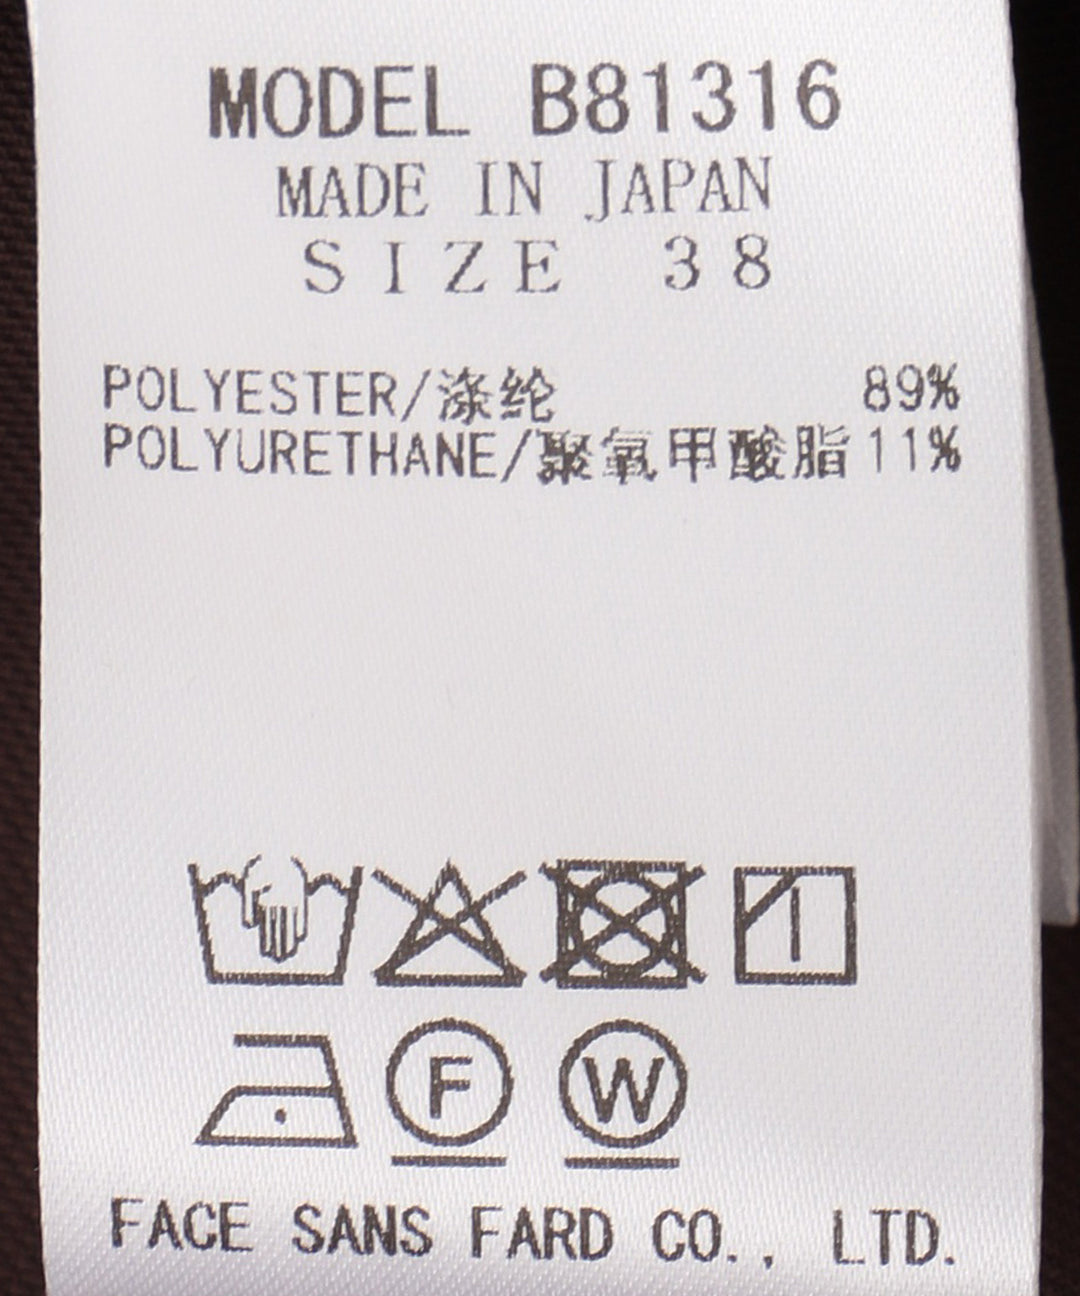 MODEL B81316
MADE IN JAPAN
SIZE 38
POLYESTER/涤纶 89%
POLYURETHANE/聚氨甲酸脂 11%
F W
FACE SANS FARD CO., LTD.